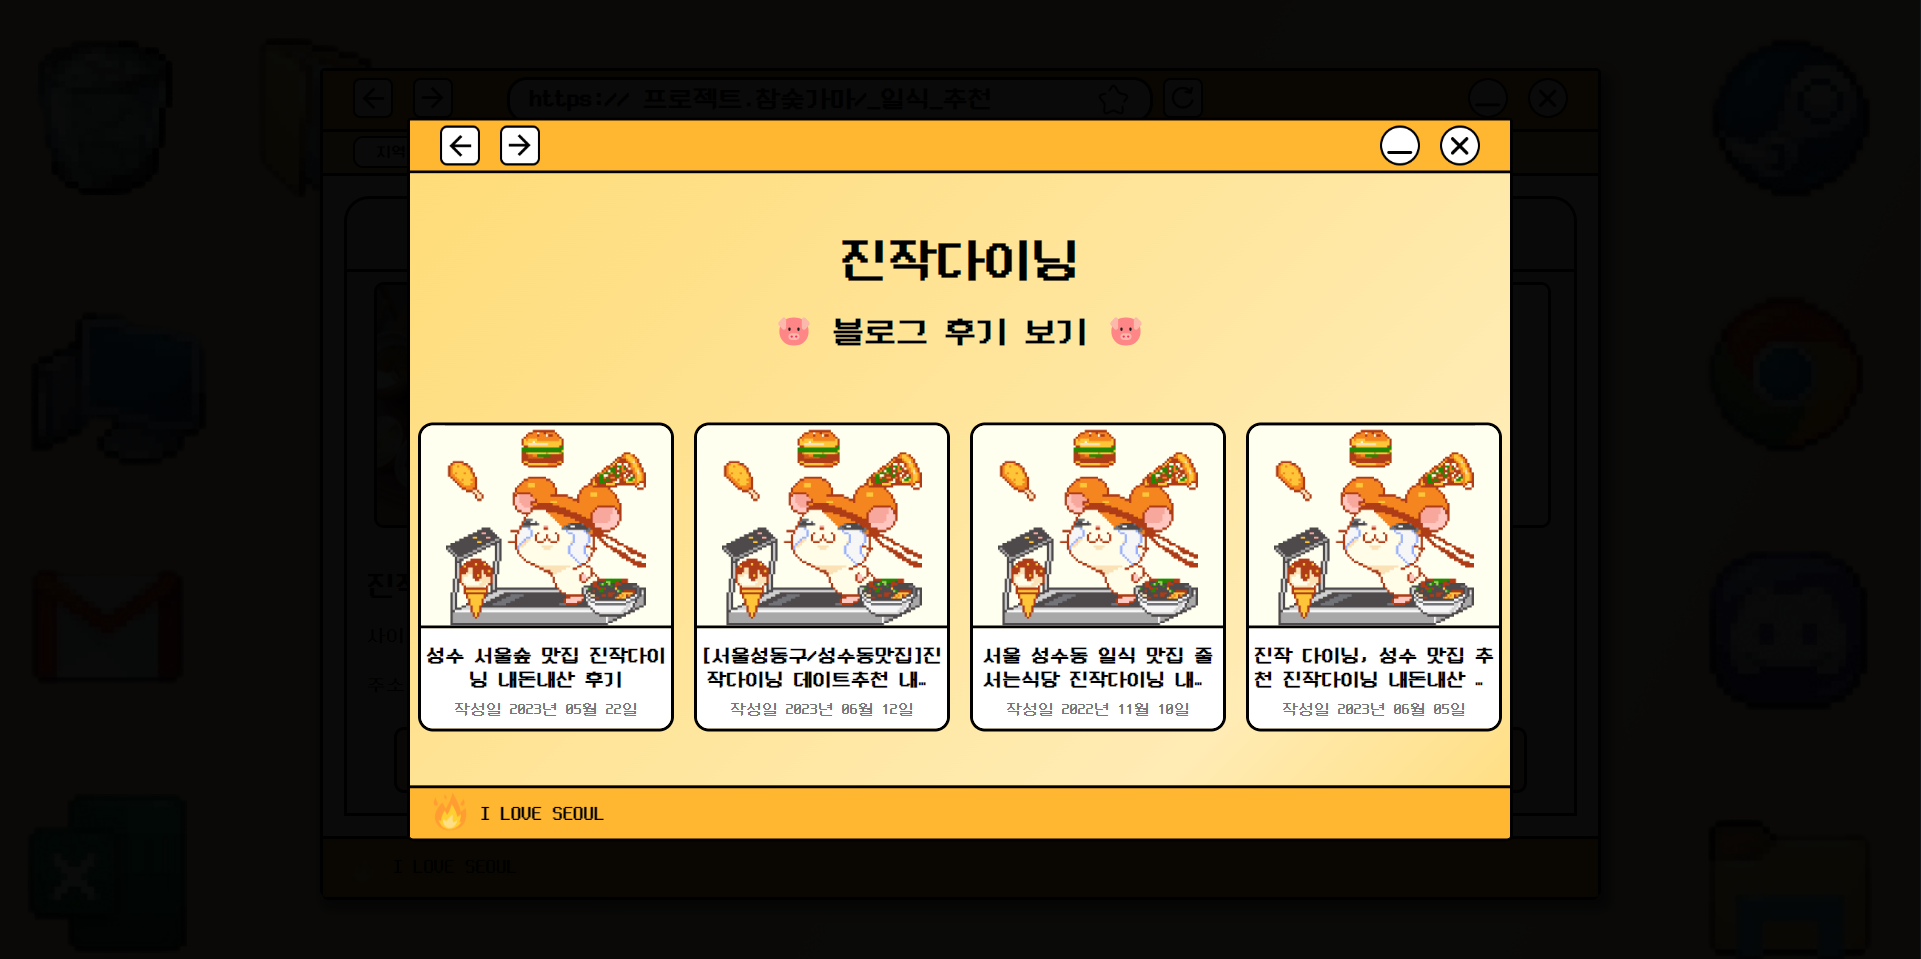 https:// 프로젝트.참숯가마/_일식_추천
지역
진작다이닝
블로그 후기 보기
성수 서울숲 맛집 진작다이
닝 내돈내산 후기
작성일 2023년 05월 22일
[서울성동구/성수동맛집]진
작다이닝 데이트추천 내…
작성일 2023년 06월 12일
서울 성수동 일식 맛집 줄
서는식당 진작다이닝 내…
작성일 2022년 11월 10일
진작 다이닝, 성수 맛집 추
천 진작다이닝 내돈내산 …
작성일 2023년 06월 05일
진작
사이
주소
I LOVE SEOUL
I LOVE SEOUL